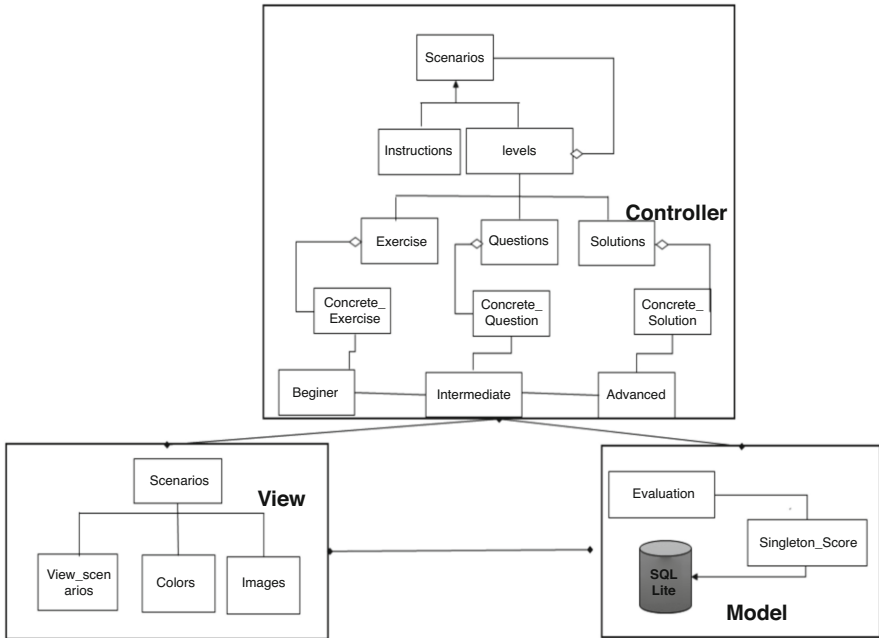 Scenarios
Instructions
levels
Controller
Exercise
Questions
Solutions
Concrete_
Exercise
Concrete_
Question
Concrete_
Solution
Beginer
Intermediate
Advanced
Scenarios
View
View_scen
arios
Colors
Images
Evaluation
Singleton_Score
SQL
Lite
Model